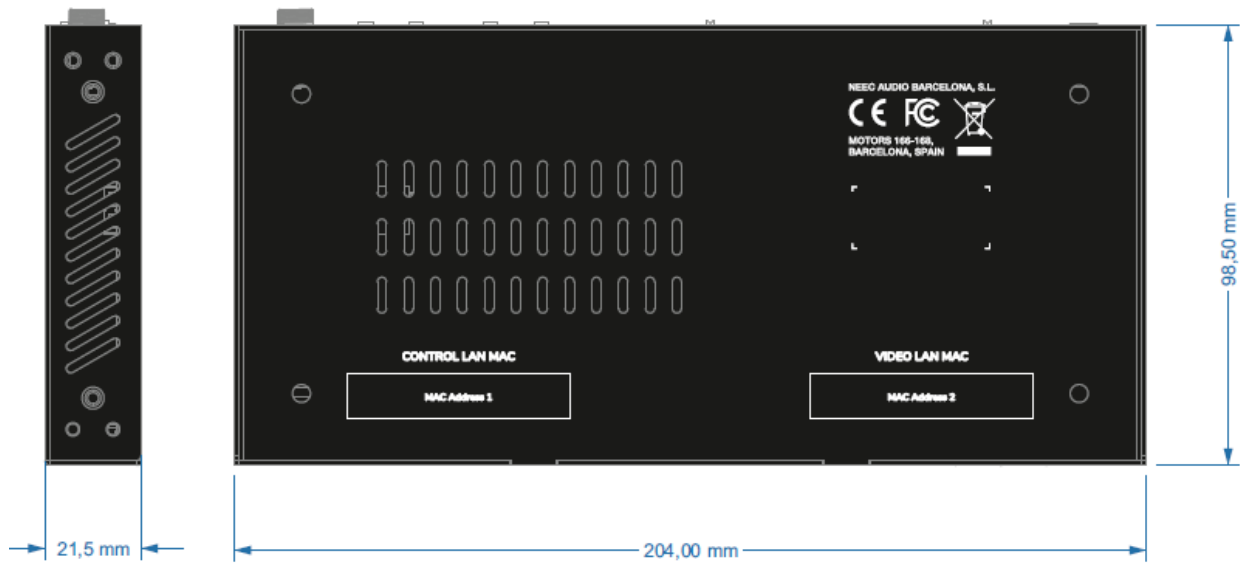 NEEC AUDIO BARCELONA, S.L.
CE FC
MOTORS 166-168,
BARCELONA, SPAIN
CONTROL LAN MAC
MAC Address 1
VIDEO LAN MAC
MAC Address 2
98,50 mm
21,5 mm
204,00 mm